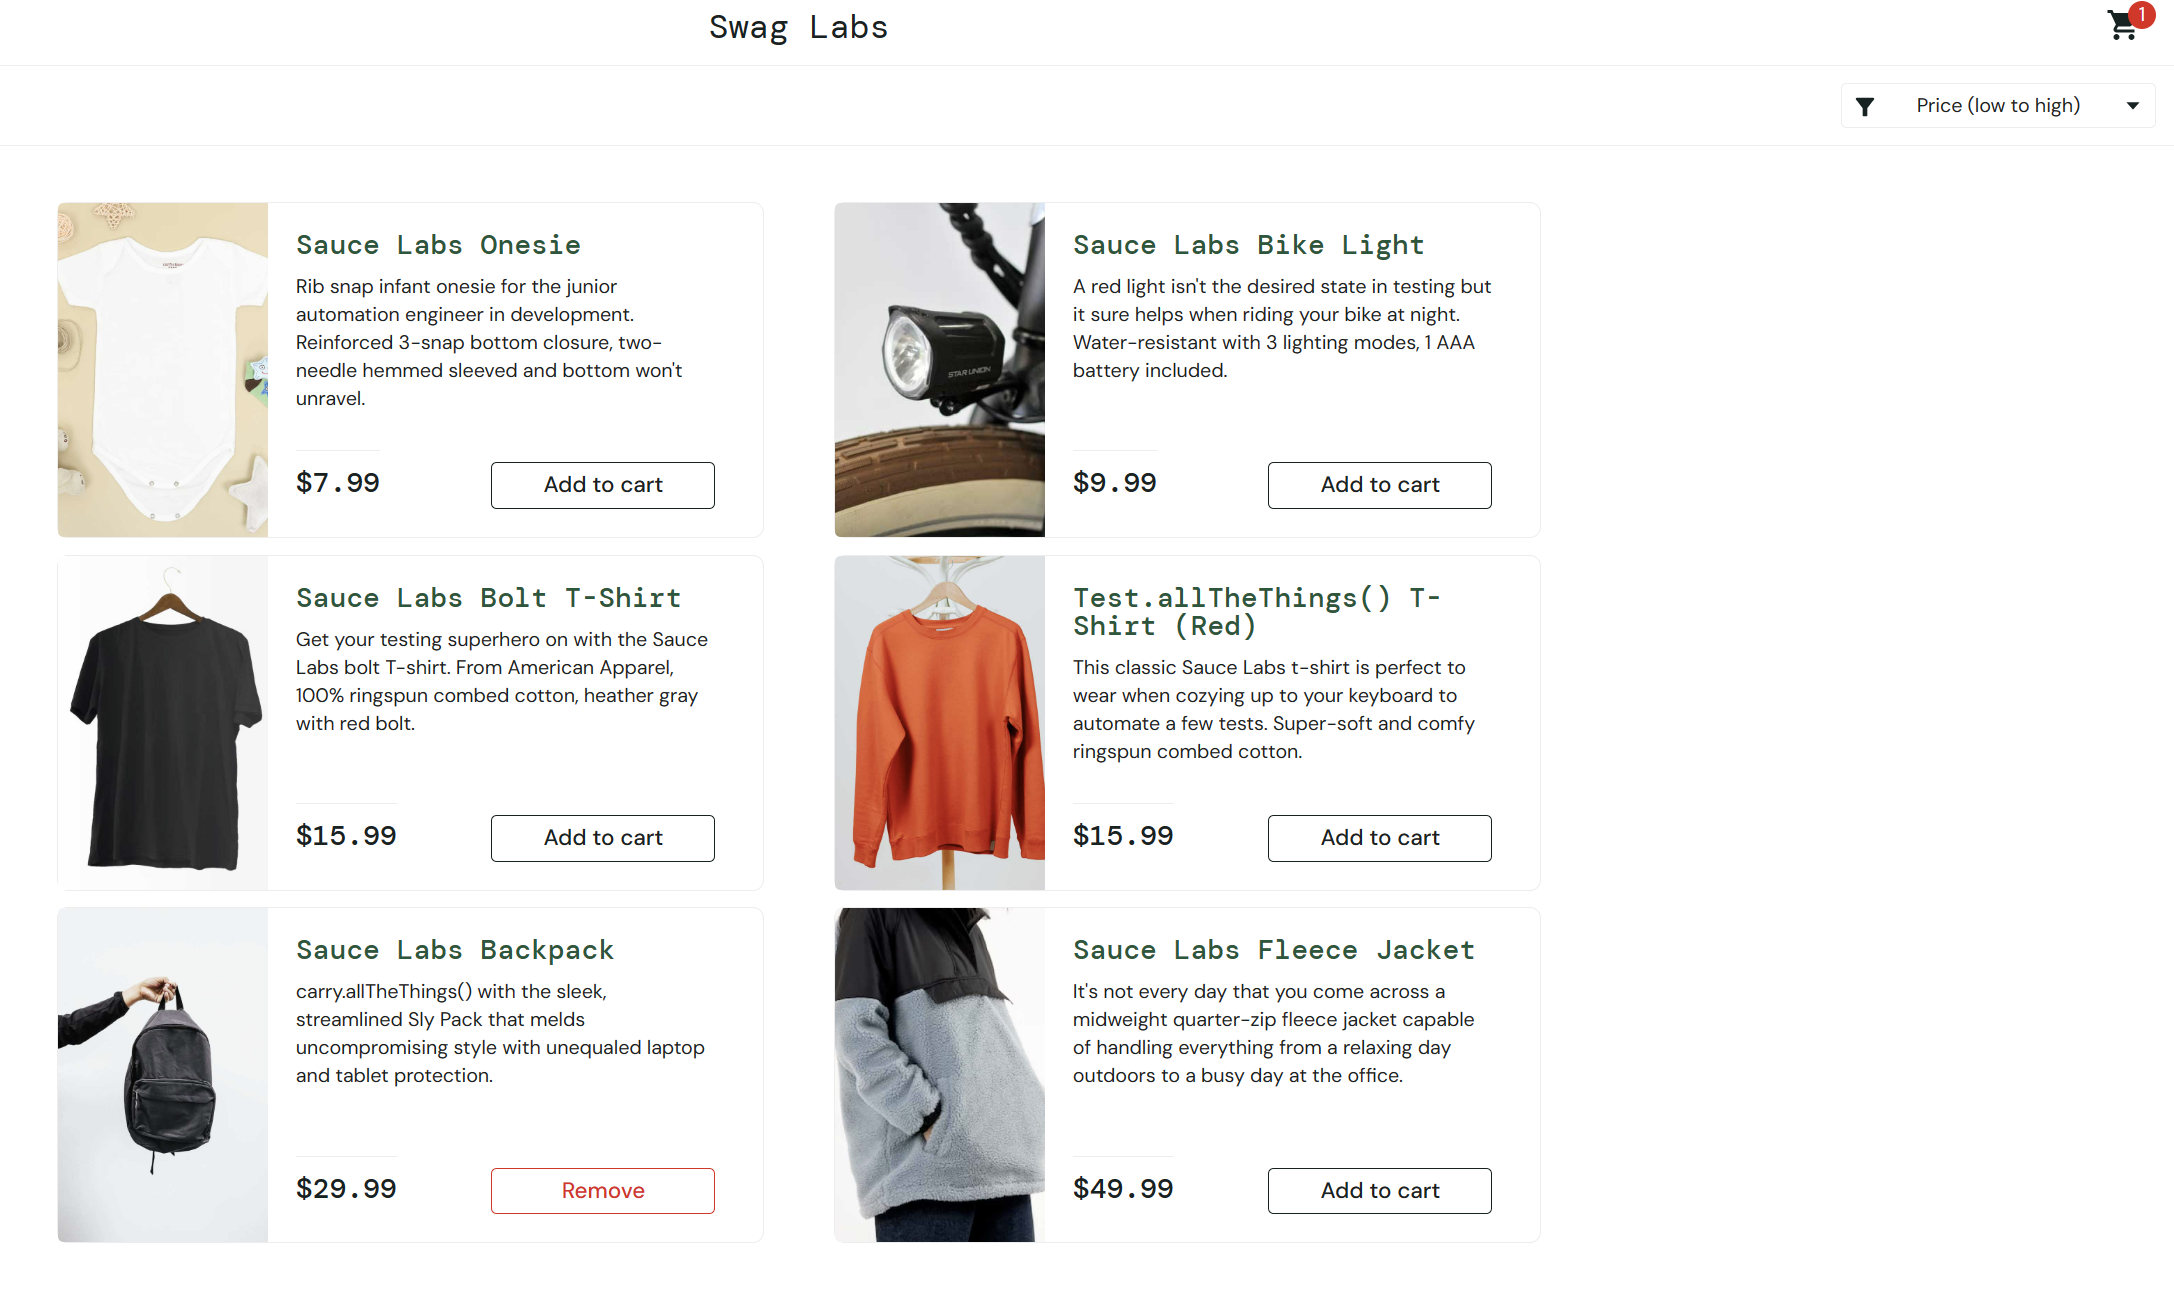 Swag Labs
1
Price (low to high)
Sauce Labs Onesie
Rib snap infant onesie for the junior
automation engineer in development.
Reinforced 3-snap bottom closure, two-
needle hemmed sleeved and bottom won't
unravel.
$7.99
Add to cart
Sauce Labs Bike Light
A red light isn't the desired state in testing but
it sure helps when riding your bike at night.
Water-resistant with 3 lighting modes, 1 AAA
battery included.
$9.99
Add to cart
STAR UNION
Sauce Labs Bolt T-Shirt
Get your testing superhero on with the Sauce
Labs bolt T-shirt. From American Apparel,
100% ringspun combed cotton, heather gray
with red bolt.
$15.99
Add to cart
Test.allTheThings() T-
Shirt (Red)
This classic Sauce Labs t-shirt is perfect to
wear when cozying up to your keyboard to
automate a few tests. Super-soft and comfy
ringspun combed cotton.
$15.99
Add to cart
Sauce Labs Backpack
carry.allTheThings() with the sleek,
streamlined Sly Pack that melds
uncompromising style with unequaled laptop
and tablet protection.
$29.99
Remove
Sauce Labs Fleece Jacket
It's not every day that you come across a
midweight quarter-zip fleece jacket capable
of handling everything from a relaxing day
outdoors to a busy day at the office.
$49.99
Add to cart